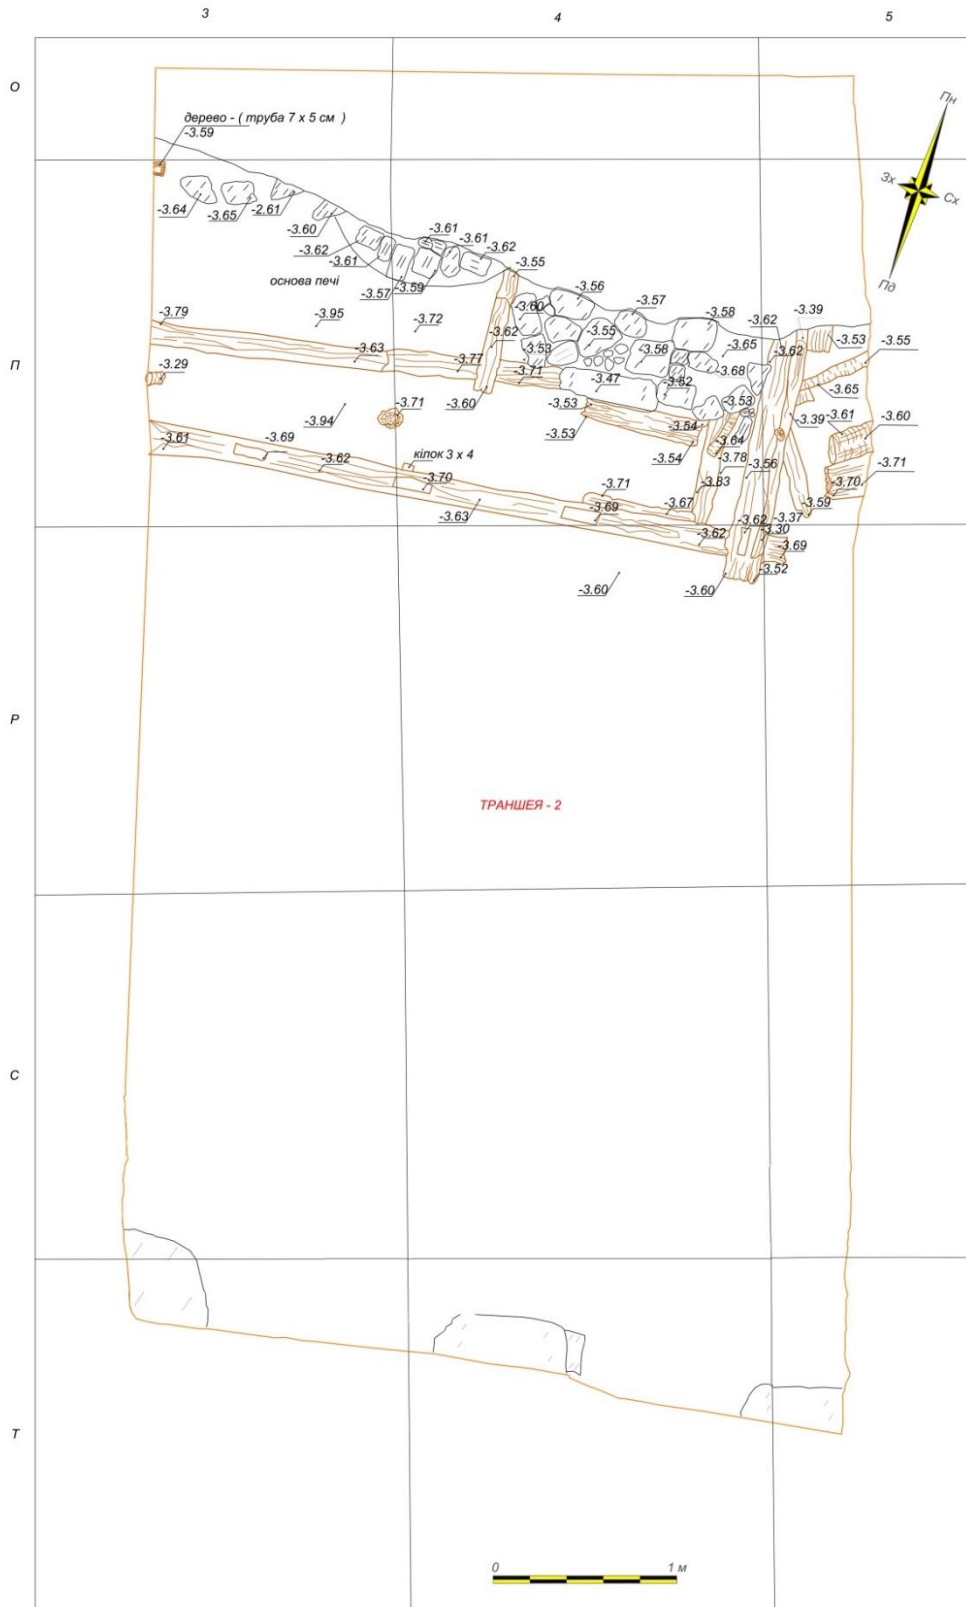 3 4 5
О
Пн
дерево - ( труба 7 х 5 см )
-3.59
Зх Сх
Пд
-3.64 -3.65 -2.61
-3.60 -3.61 -3.61
-3.62 -3.62
-3.61
основа печі -3.57 -3.59 -3.55
-3.56
-3.79 -3.95 -3.72 -3.60 -3.57 -3.58 -3.62 -3.39
-3.62 -3.55 -3.65 -3.62 -3.53 -3.55
П
-3.29 -3.63 -3.77 -3.53 -3.58 -3.68
-3.71 -3.47 -3.52 -3.65
-3.94 -3.71 -3.60 -3.53 -3.53 -3.39 -3.61 -3.60
-3.61 -3.69 -3.53 -3.54 -3.64
-3.62 кілок 3 х 4 -3.54 -3.78 -3.56 -3.71
-3.70 -3.71 -3.83 -3.70
-3.63 -3.69 -3.67 -3.59
-3.62 -3.62 -3.37
-3.30
-3.69
-3.60 -3.60 -3.52
Р
ТРАНШЕЯ - 2
С
Т
0 1 м